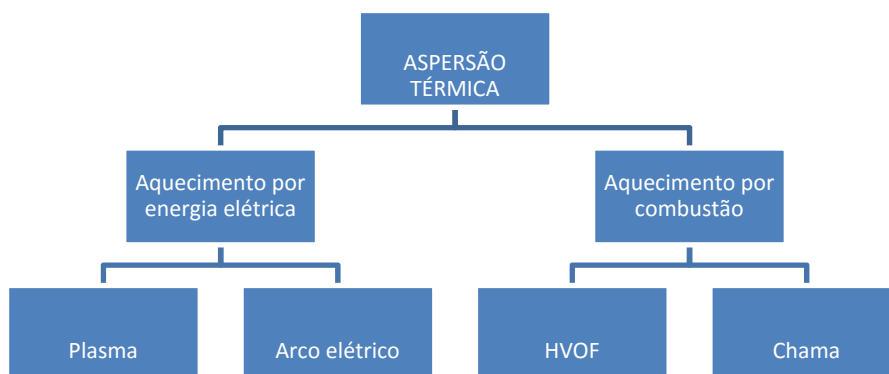 ASPERSÃO
TÉRMICA
Aquecimento por
energia elétrica
Aquecimento por
combustão
Plasma
Arco elétrico
HVOF
Chama